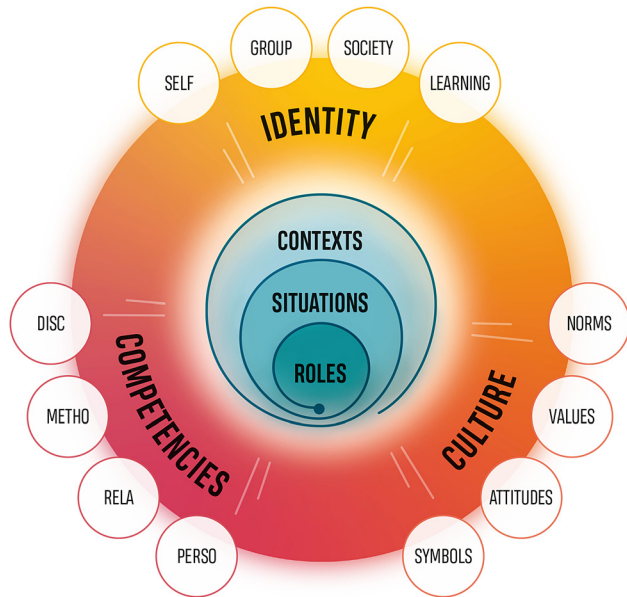 GROUP
SOCIETY
SELF
LEARNING
IDENTITY
CONTEXTS
SITUATIONS
ROLES
DISC
METHO
RELA
PERSO
COMPETENCIES
NORMS
VALUES
ATTITUDES
SYMBOLS
CULTURE